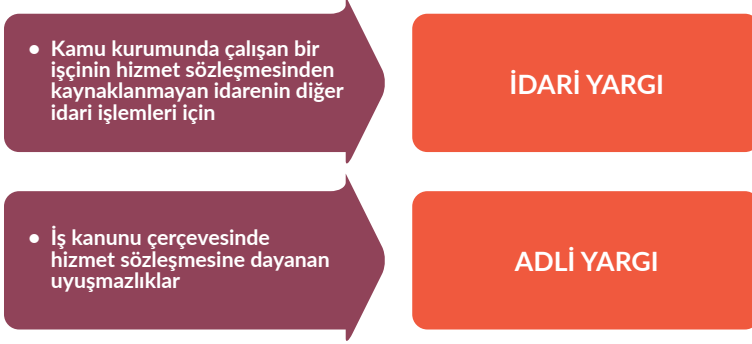 • Kamu kurumunda çalışan bir
işçinin hizmet sözleşmesinden
kaynaklanmayan idarenin diğer
idari işlemleri için
İDARİ YARGI
• İş kanunu çerçevesinde
hizmet sözleşmesine dayanan
uyuşmazlıklar
ADLİ YARGI